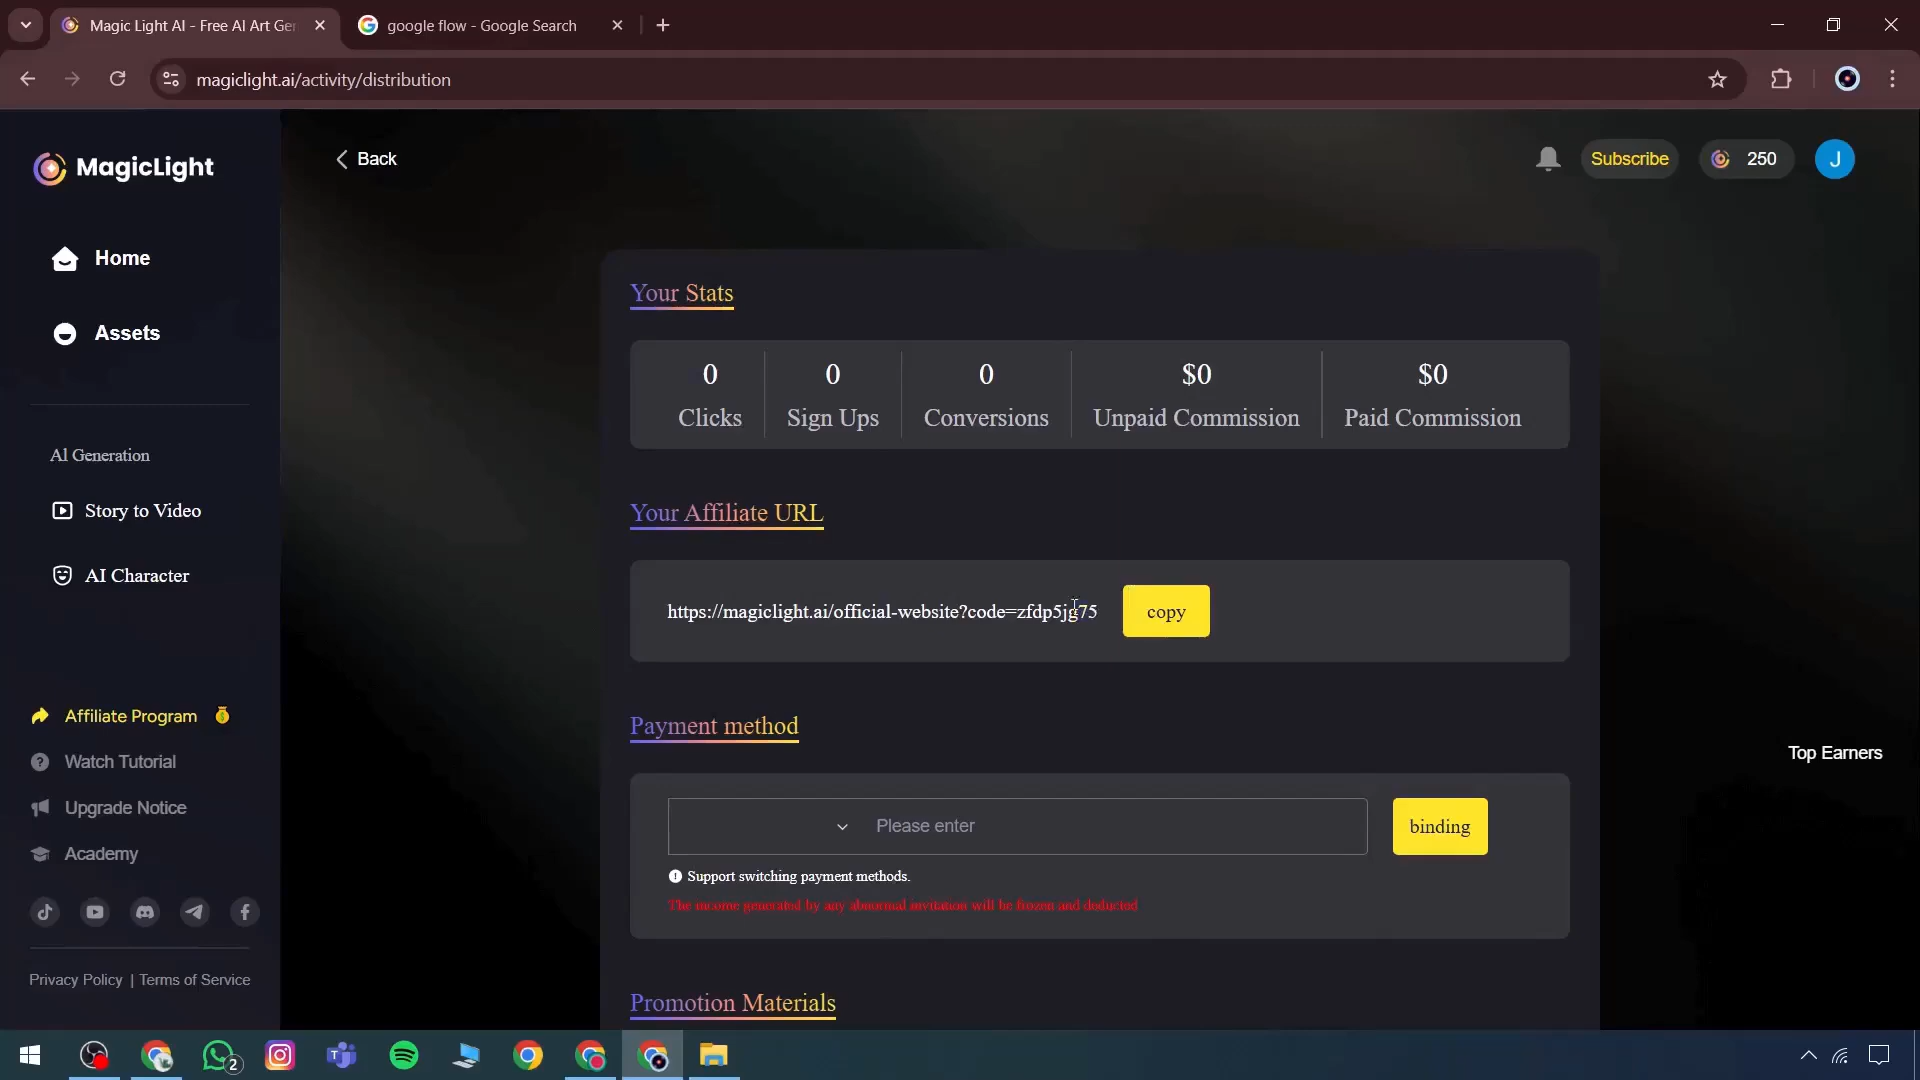 Magic Light AI - Free AI Art Ger
google flow - Google Search
magiclight.ai/activity/distribution
MagicLight
Back
Subscribe
250
J
Home
Assets
AI Generation
Story to Video
AI Character
Affiliate Program
Watch Tutorial
Upgrade Notice
Academy
Privacy Policy | Terms of Service
Your Stats
0
0
0
$0
$0
Clicks
Sign Ups
Conversions
Unpaid Commission
Paid Commission
Your Affiliate URL
https://magiclight.ai/official-website?code=zfdp5jg75
copy
Payment method
Please enter
binding
Support switching payment methods.
The income generated by any abnormal invitation will be frozen and deducted
Top Earners
Promotion Materials
2